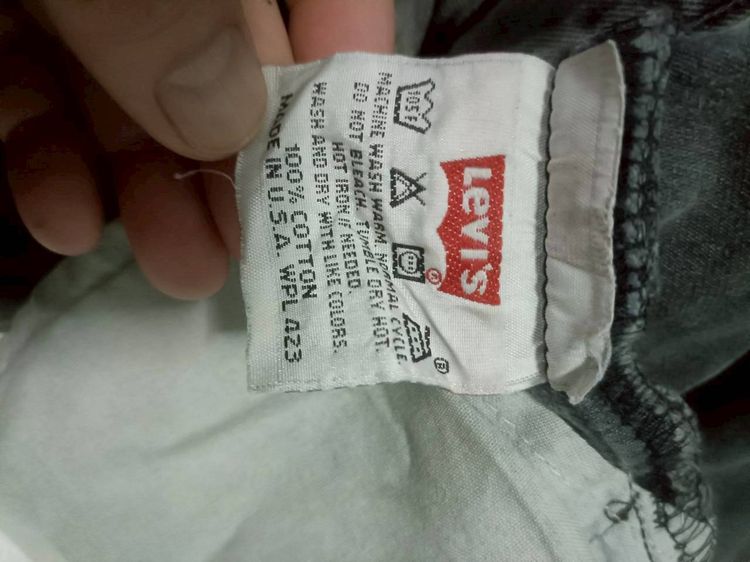 Levi's
®
105F
MACHINE WASH WARM NORMAL CYCLE.
DO NOT BLEACH. TUMBLE DRY HOT.
HOT IRON IF NEEDED.
WASH AND DRY WITH LIKE COLORS.
100% COTTON
MADE IN U.S.A. WPL 423